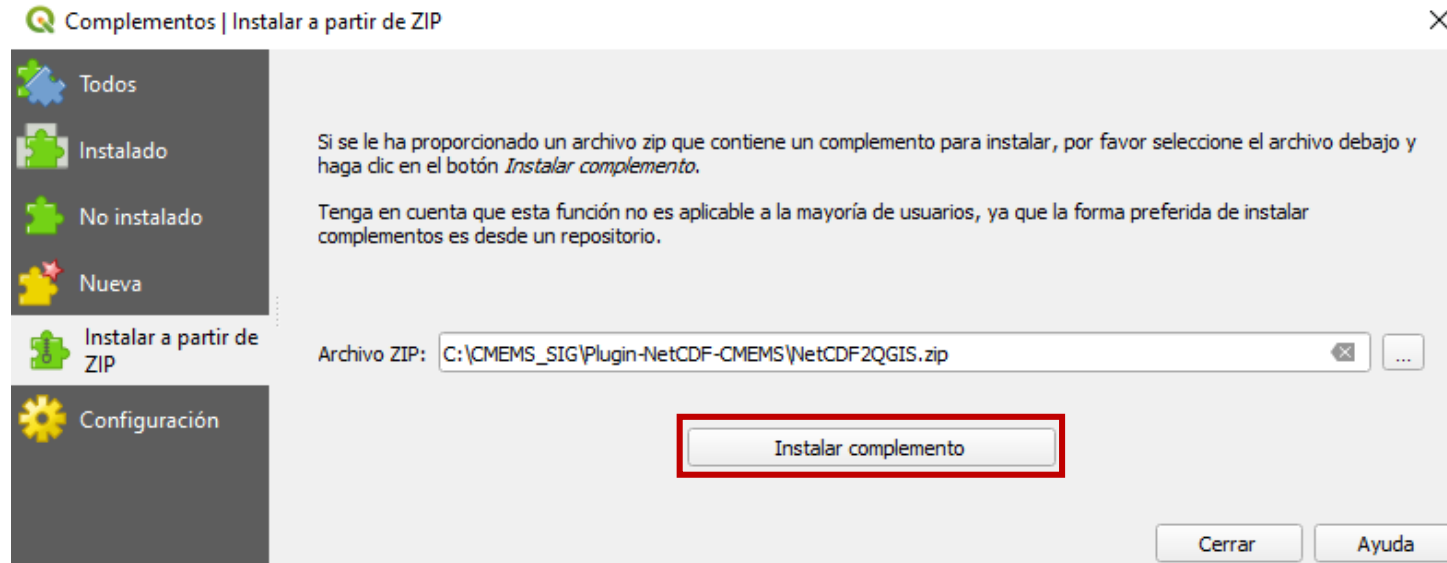 Complementos | Instalar a partir de ZIP
Todos
Instalado
No instalado
Nueva
Instalar a partir de
ZIP
Configuración
Si se le ha proporcionado un archivo zip que contiene un complemento para instalar, por favor seleccione el archivo debajo y
haga clic en el botón Instalar complemento.
Tenga en cuenta que esta función no es aplicable a la mayoría de usuarios, ya que la forma preferida de instalar
complementos es desde un repositorio.
Archivo ZIP: C:\CMEMS_SIG\Plugin-NetCDF-CMEMS\NetCDF2QGIS.zip ...
Instalar complemento
Cerrar Ayuda